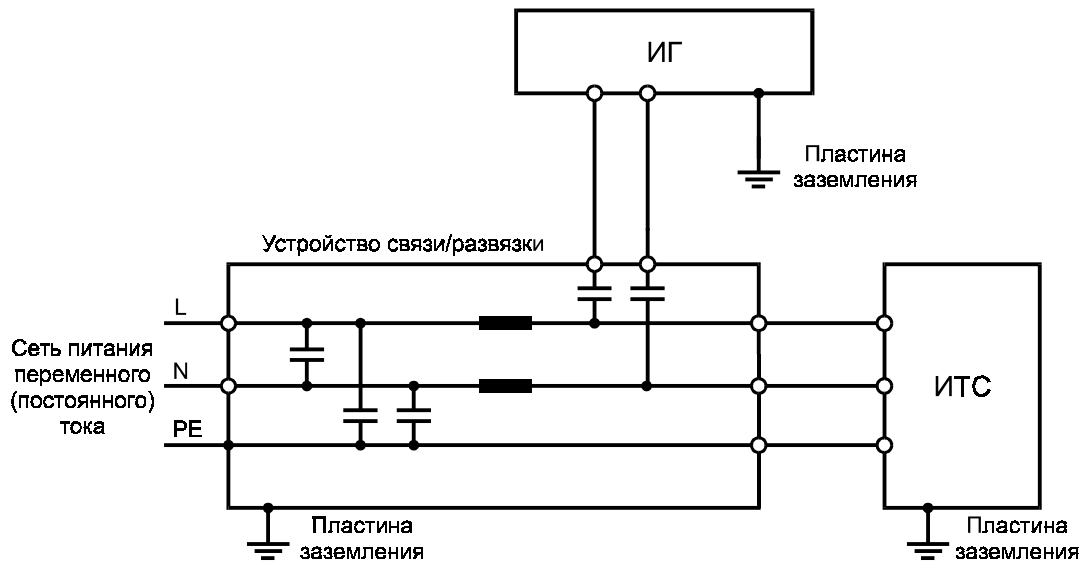 ИГ
Пластина
заземления
Устройство связи/развязки
L
Сеть питания
переменного
(постоянного)
тока
N
PE
ИТС
Пластина
заземления
Пластина
заземления